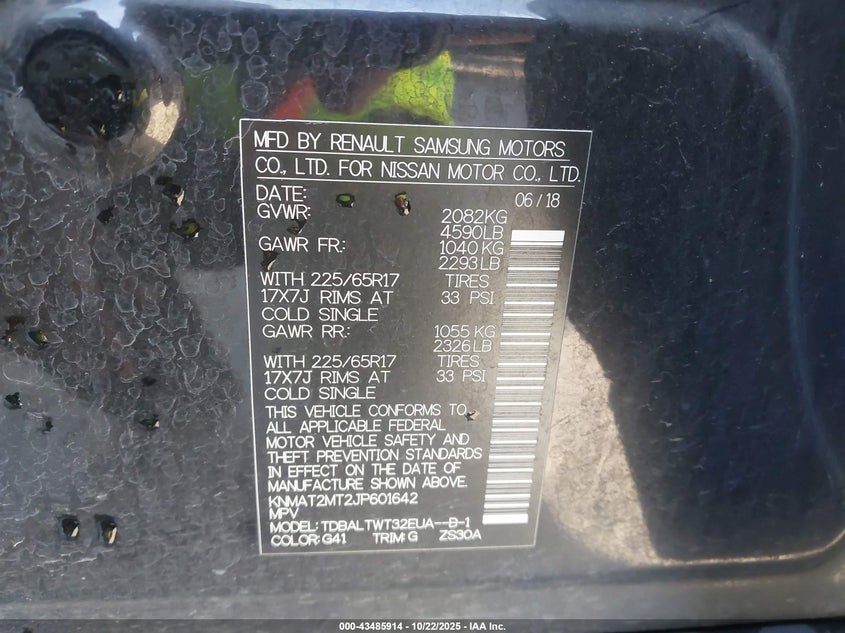 MFD BY RENAULT SAMSUNG MOTORS
CO., LTD. FOR NISSAN MOTOR CO., LTD.
DATE: 06/18
GVWR: 2082KG
4590LB
GAWR FR.: 1040KG
2293LB
WITH 225/65R17 TIRES
17X7J RIMS AT 33 PSI
COLD SINGLE
GAWR RR.: 1055KG
2326LB
WITH 225/65R17 TIRES
17X7J RIMS AT 33 PSI
COLD SINGLE
THIS VEHICLE CONFORMS TO
ALL APPLICABLE FEDERAL
MOTOR VEHICLE SAFETY AND
THEFT PREVENTION STANDARDS
IN EFFECT ON THE DATE OF
MANUFACTURE SHOWN ABOVE.
KNMAT2MT2JP601642
MPV
MODEL: TDBALTWT32EUA--B-1
COLOR: G41 TRIM: G ZS30A
000-43485914 - 10/22/2025 - IAA Inc.